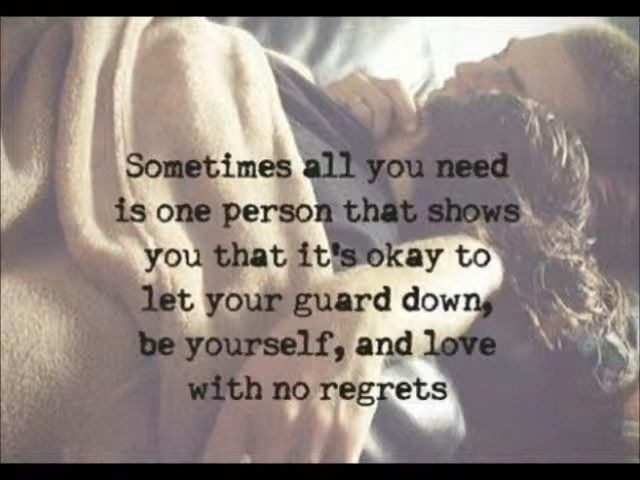 Sometimes all you need
is one person that shows
you that it's okay to
let your guard down,
be yourself, and love
with no regrets